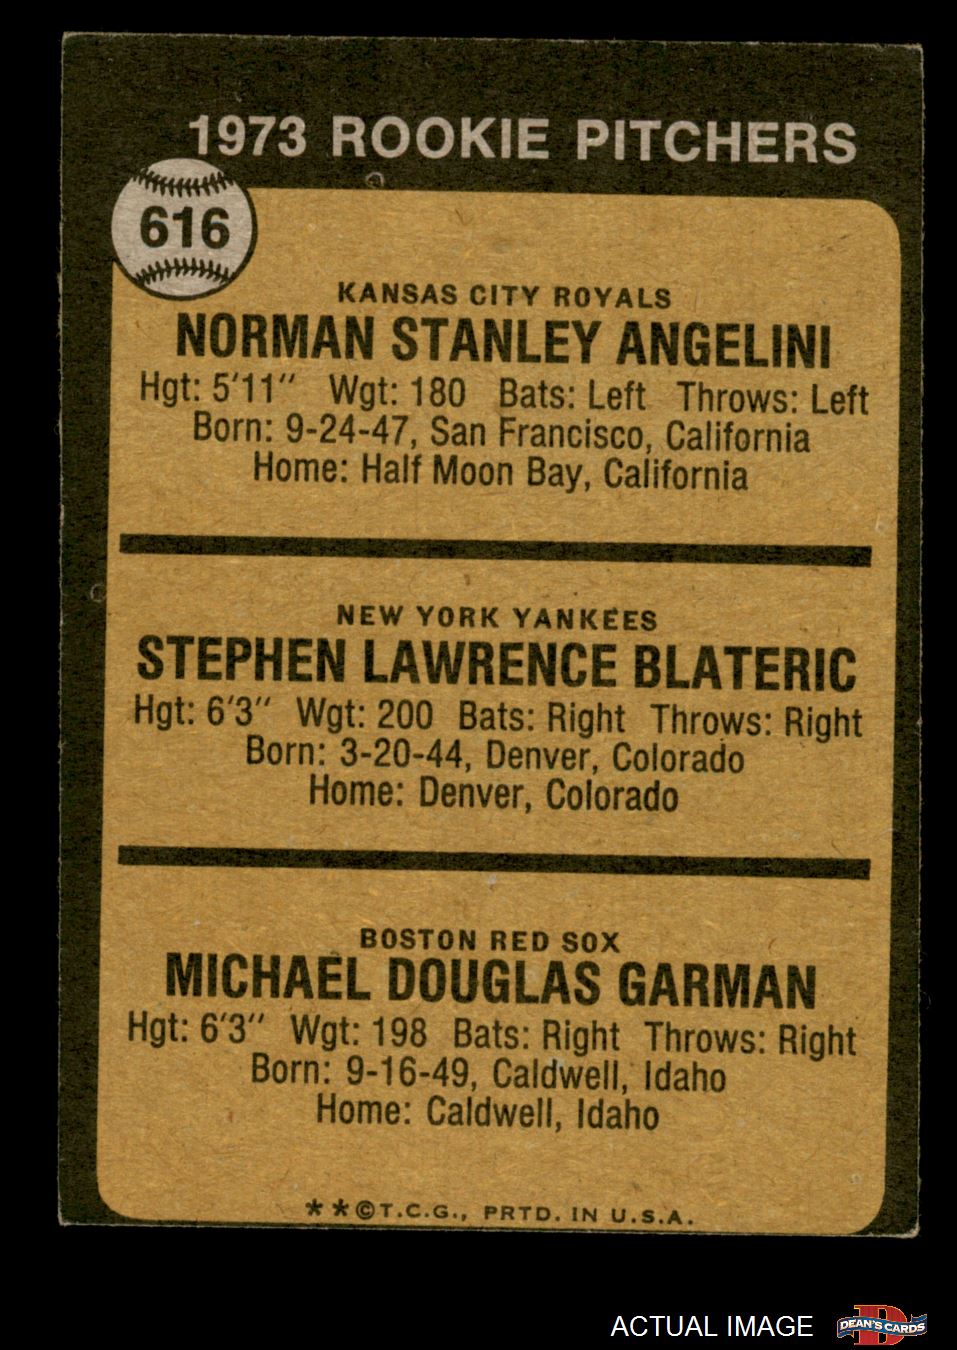 1973 ROOKIE PITCHERS
616
KANSAS CITY ROYALS
NORMAN STANLEY ANGELINI
Hgt: 5'11" Wgt: 180 Bats: Left Throws: Left
Born: 9-24-47, San Francisco, California
Home: Half Moon Bay, California
NEW YORK YANKEES
STEPHEN LAWRENCE BLATERIC
Hgt: 6'3" Wgt: 200 Bats: Right Throws: Right
Born: 3-20-44, Denver, Colorado
Home: Denver, Colorado
BOSTON RED SOX
MICHAEL DOUGLAS GARMAN
Hgt: 6'3" Wgt: 198 Bats: Right Throws: Right
Born: 9-16-49, Caldwell, Idaho
Home: Caldwell, Idaho
**©T.C.G., PRTD. IN U.S.A.
ACTUAL IMAGE
D
DEAN'S CARDS